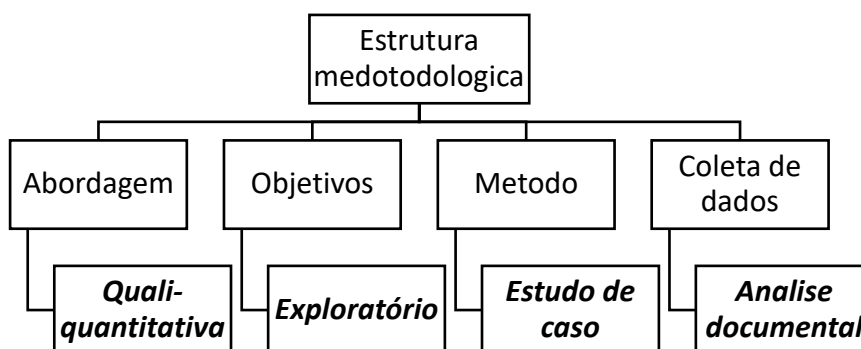 Estrutura
medotodologica
Abordagem
Objetivos
Metodo
Coleta de
dados
Quali-
quantitativa
Exploratório
Estudo de
caso
Analise
documental